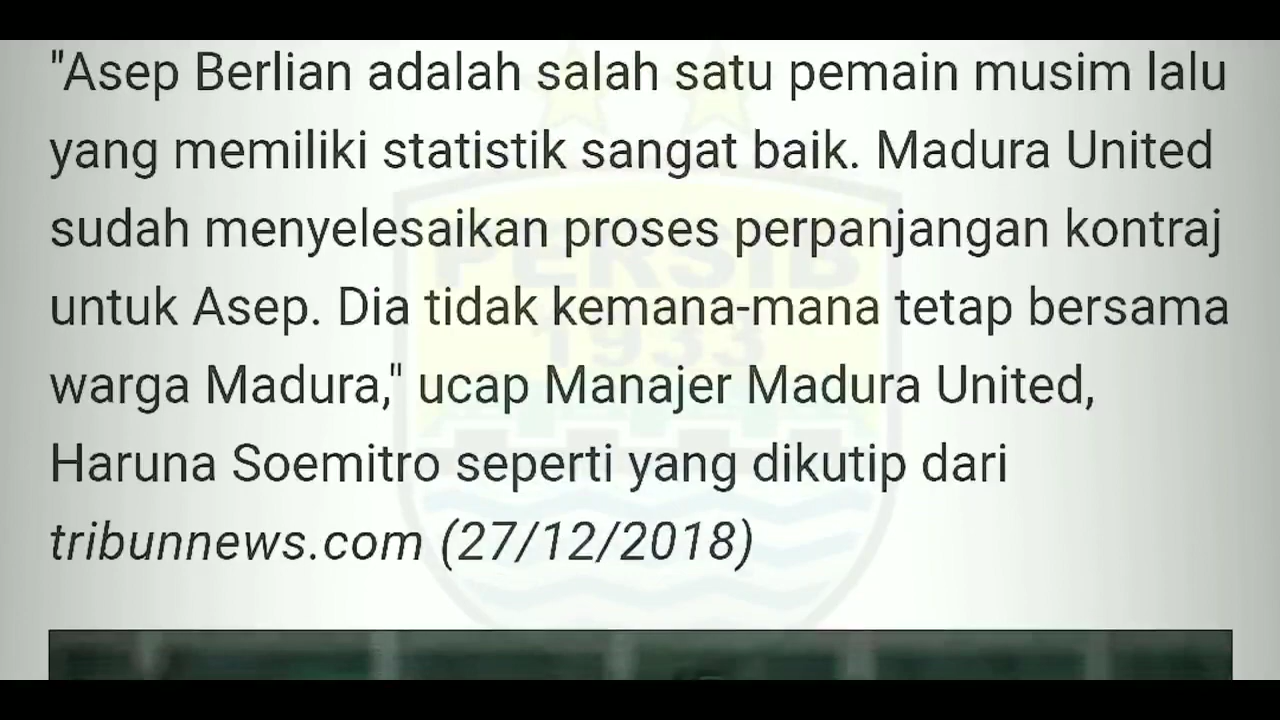 "Asep Berlian adalah salah satu pemain musim lalu
yang memiliki statistik sangat baik. Madura United
sudah menyelesaikan proses perpanjangan kontraj
untuk Asep. Dia tidak kemana-mana tetap bersama
warga Madura," ucap Manajer Madura United,
Haruna Soemitro seperti yang dikutip dari
tribunnews.com (27/12/2018)
PERSIB
1933